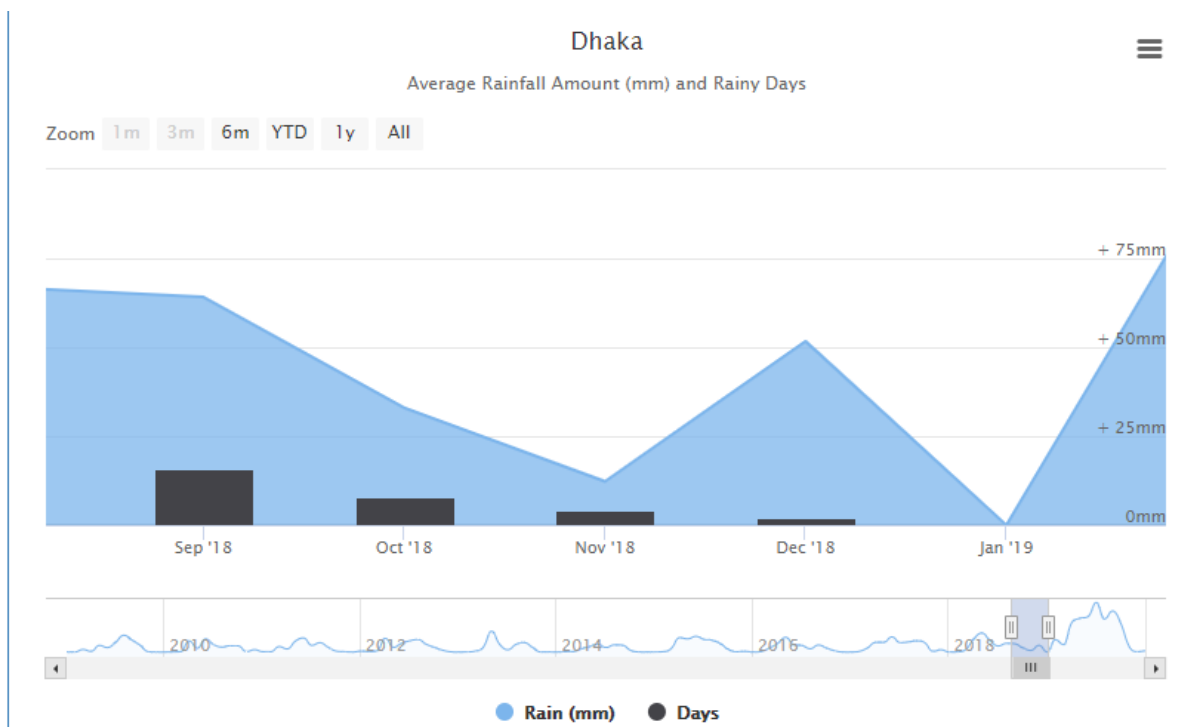 Dhaka
Average Rainfall Amount (mm) and Rainy Days
Zoom 1m 3m 6m YTD 1y All
+ 75mm
+ 50mm
+ 25mm
0mm
Sep '18 Oct '18 Nov '18 Dec '18 Jan '19
2010 2012 2014 2016 2018
Rain (mm) Days